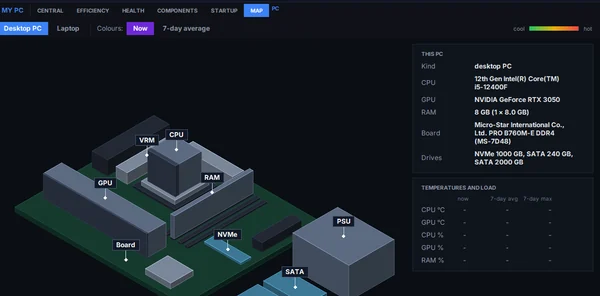 MY PC CENTRAL EFFICIENCY HEALTH COMPONENTS STARTUP MAP PC
Desktop PC Laptop Colours: Now 7-day average cool hot
THIS PC
Kind desktop PC
CPU 12th Gen Intel(R) Core(TM)
i5-12400F
GPU NVIDIA GeForce RTX 3050
RAM 8 GB (1 × 8.0 GB)
Board Micro-Star International Co.,
Ltd. PRO B760M-E DDR4
(MS-7D48)
Drives NVMe 1000 GB, SATA 240 GB,
SATA 2000 GB
TEMPERATURES AND LOAD
now 7-day avg 7-day max
CPU °C - - -
GPU °C - - -
CPU % - - -
GPU % - - -
RAM % - - -
VRM
CPU
GPU
RAM
PSU
NVMe
Board
SATA